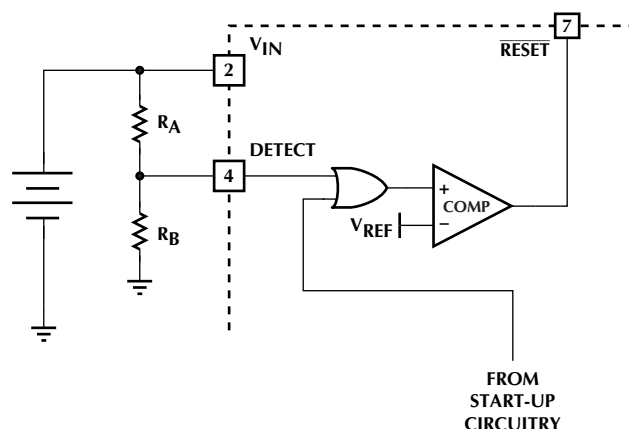 7
V_IN
RESET
2
R_A
DETECT
4
+
COMP
V_REF
−
R_B
FROM
START-UP
CIRCUITRY